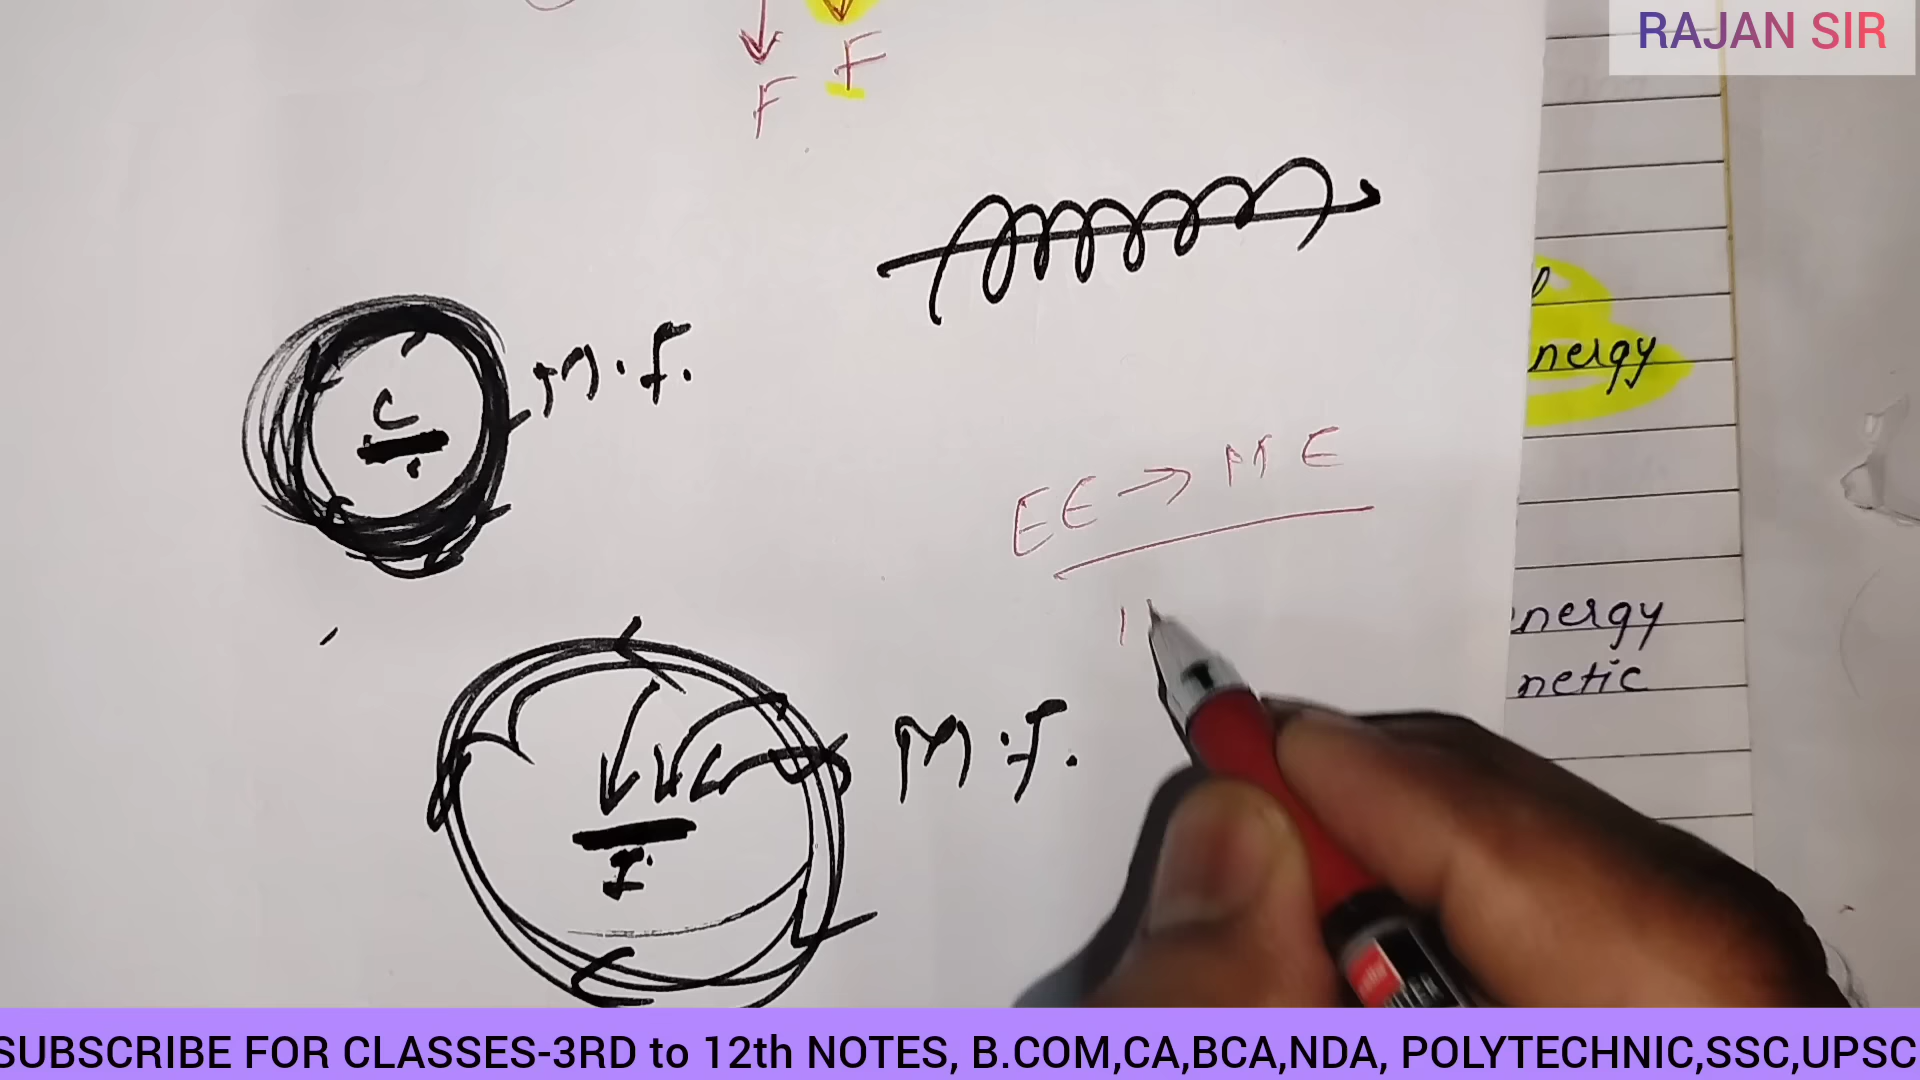 RAJAN SIR
F
F
M.F.
C
nergy
EE → ME
M.F.
I
nergy
netic
SUBSCRIBE FOR CLASSES-3RD to 12th NOTES, B.COM,CA,BCA,NDA, POLYTECHNIC,SSC,UPSC